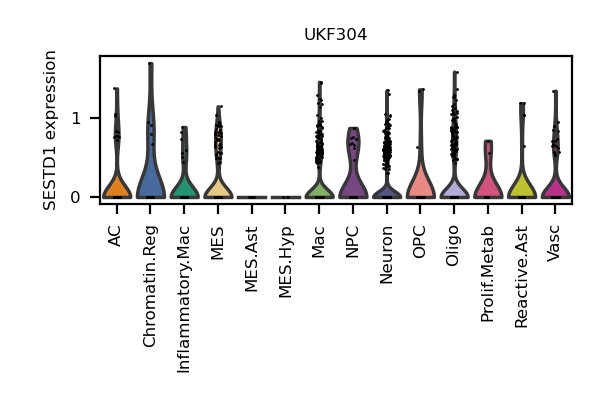 UKF304
SESTD1 expression
1
0
AC
Chromatin.Reg
Inflammatory.Mac
MES
MES.Ast
MES.Hyp
Mac
NPC
Neuron
OPC
Oligo
Prolif.Metab
Reactive.Ast
Vasc